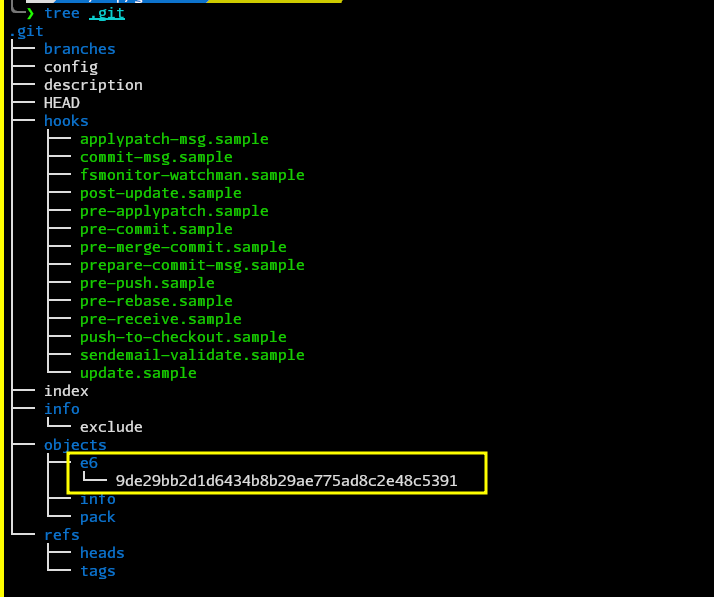 ❯ tree .git
.git
├── branches
├── config
├── description
├── HEAD
├── hooks
│   ├── applypatch-msg.sample
│   ├── commit-msg.sample
│   ├── fsmonitor-watchman.sample
│   ├── post-update.sample
│   ├── pre-applypatch.sample
│   ├── pre-commit.sample
│   ├── pre-merge-commit.sample
│   ├── prepare-commit-msg.sample
│   ├── pre-push.sample
│   ├── pre-rebase.sample
│   ├── pre-receive.sample
│   ├── push-to-checkout.sample
│   ├── sendemail-validate.sample
│   └── update.sample
├── index
├── info
│   └── exclude
├── objects
│   ├── e6
│   │   └── 9de29bb2d1d6434b8b29ae775ad8c2e48c5391
│   ├── info
│   └── pack
└── refs
    ├── heads
    └── tags